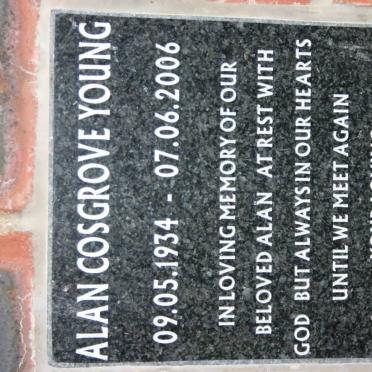 ALAN COSGROVE YOUNG
09.05.1934 - 07.06.2006
IN LOVING MEMORY OF OUR
BELOVED ALAN AT REST WITH
GOD BUT ALWAYS IN OUR HEARTS
UNTIL WE MEET AGAIN